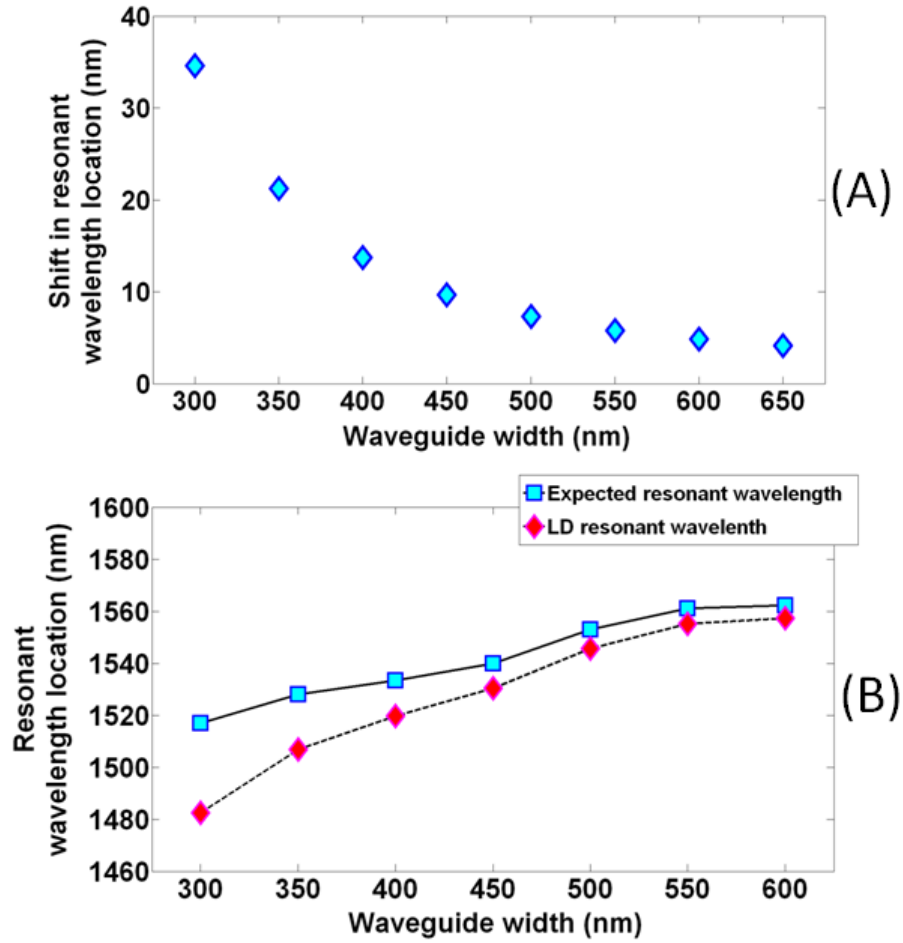 40
30
20
10
0
Shift in resonant
wavelength location (nm)
300 350 400 450 500 550 600 650
Waveguide width (nm)
(A)
Expected resonant wavelength
LD resonant wavelenth
1600
1580
1560
1540
1520
1500
1480
1460
Resonant
wavelength location (nm)
300 350 400 450 500 550 600
Waveguide width (nm)
(B)